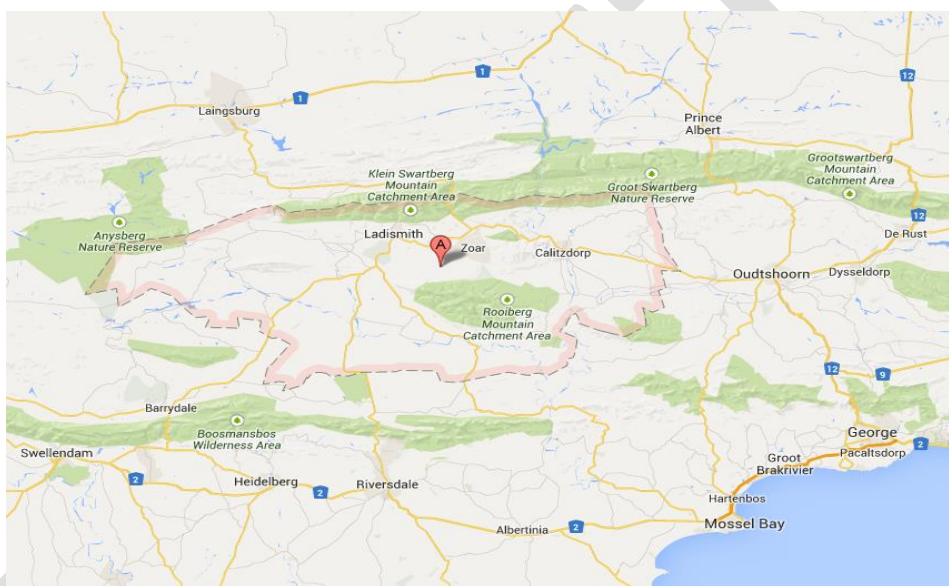 1
12
1
Laingsburg
Prince
Albert
Klein Swartberg
Mountain
Catchment Area
Groot Swartberg
Nature Reserve
Grootswartberg
Mountain
Catchment Area
12
Anysberg
Nature Reserve
Ladismith
A
Zoar
Calitzdorp
De Rust
Oudtshoorn
Dysseldorp
Rooiberg
Mountain
Catchment Area
12
9
Barrydale
Boosmansbos
Wilderness Area
George
2
Pacaltsdorp
Swellendam
2
Heidelberg
2
Riversdale
Groot
Brakrivier
Hartenbos
Albertinia
2
Mossel Bay